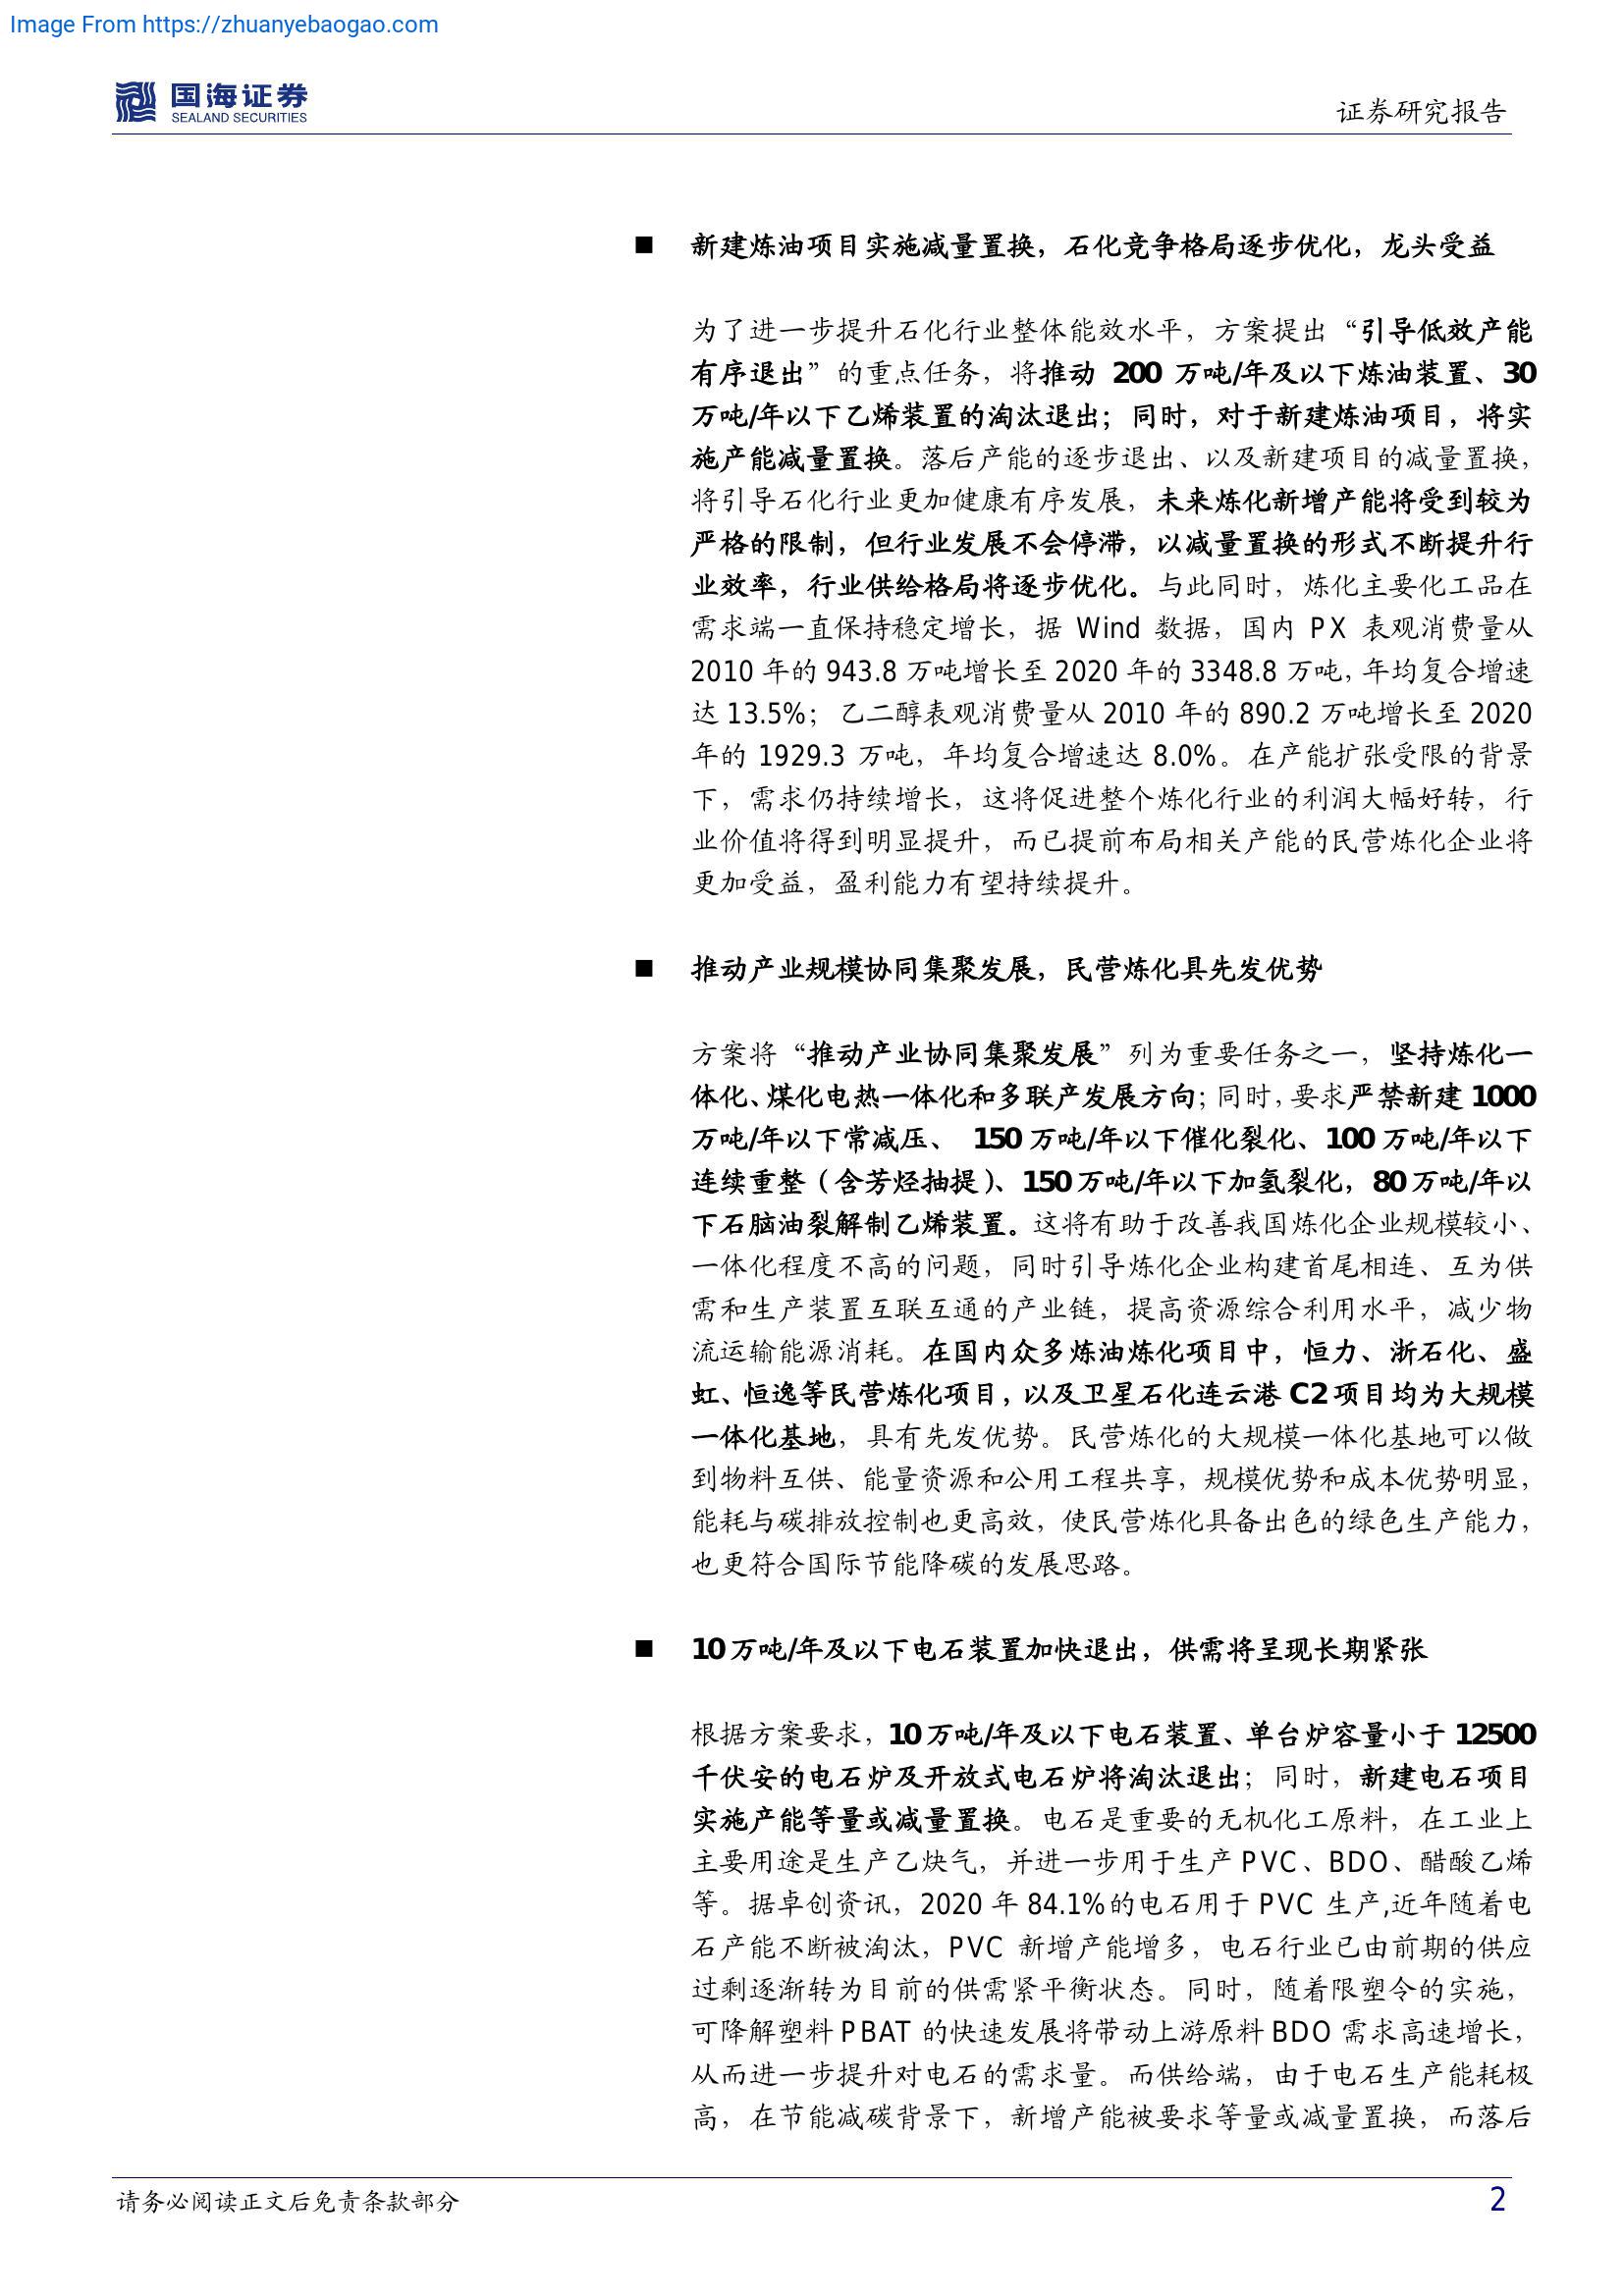 Image From https://zhuanyebaogao.com
国海证券
SEALAND SECURITIES
证券研究报告
■ 新建炼油项目实施减量置换，石化竞争格局逐步优化，龙头受益
为了进一步提升石化行业整体能效水平，方案提出“引导低效产能
有序退出”的重点任务，将推动 200 万吨/年及以下炼油装置、30
万吨/年以下乙烯装置的淘汰退出；同时，对于新建炼油项目，将实
施产能减量置换。落后产能的逐步退出、以及新建项目的减量置换，
将引导石化行业更加健康有序发展，未来炼化新增产能将受到较为
严格的限制，但行业发展不会停滞，以减量置换的形式不断提升行
业效率，行业供给格局将逐步优化。与此同时，炼化主要化工品在
需求端一直保持稳定增长，据 Wind 数据，国内 PX 表观消费量从
2010 年的 943.8 万吨增长至 2020 年的 3348.8 万吨，年均复合增速
达 13.5%；乙二醇表观消费量从 2010 年的 890.2 万吨增长至 2020
年的 1929.3 万吨，年均复合增速达 8.0%。在产能扩张受限的背景
下，需求仍持续增长，这将促进整个炼化行业的利润大幅好转，行
业价值将得到明显提升，而已提前布局相关产能的民营炼化企业将
更加受益，盈利能力有望持续提升。
■ 推动产业规模协同集聚发展，民营炼化具先发优势
方案将“推动产业协同集聚发展”列为重要任务之一，坚持炼化一
体化、煤化电热一体化和多联产发展方向；同时，要求严禁新建 1000
万吨/年以下常减压、 150 万吨/年以下催化裂化、100 万吨/年以下
连续重整（含芳烃抽提）、150 万吨/年以下加氢裂化，80 万吨/年以
下石脑油裂解制乙烯装置。这将有助于改善我国炼化企业规模较小、
一体化程度不高的问题，同时引导炼化企业构建首尾相连、互为供
需和生产装置互联互通的产业链，提高资源综合利用水平，减少物
流运输能源消耗。在国内众多炼油炼化项目中，恒力、浙石化、盛
虹、恒逸等民营炼化项目，以及卫星石化连云港 C2 项目均为大规模
一体化基地，具有先发优势。民营炼化的大规模一体化基地可以做
到物料互供、能量资源和公用工程共享，规模优势和成本优势明显，
能耗与碳排放控制也更高效，使民营炼化具备出色的绿色生产能力，
也更符合国际节能降碳的发展思路。
■ 10 万吨/年及以下电石装置加快退出，供需将呈现长期紧张
根据方案要求，10 万吨/年及以下电石装置、单台炉容量小于 12500
千伏安的电石炉及开放式电石炉将淘汰退出；同时，新建电石项目
实施产能等量或减量置换。电石是重要的无机化工原料，在工业上
主要用途是生产乙炔气，并进一步用于生产 PVC、BDO、醋酸乙烯
等。据卓创资讯，2020 年 84.1%的电石用于 PVC 生产,近年随着电
石产能不断被淘汰，PVC 新增产能增多，电石行业已由前期的供应
过剩逐渐转为目前的供需紧平衡状态。同时，随着限塑令的实施，
可降解塑料 PBAT 的快速发展将带动上游原料 BDO 需求高速增长，
从而进一步提升对电石的需求量。而供给端，由于电石生产能耗极
高，在节能减碳背景下，新增产能被要求等量或减量置换，而落后
请务必阅读正文后免责条款部分
2